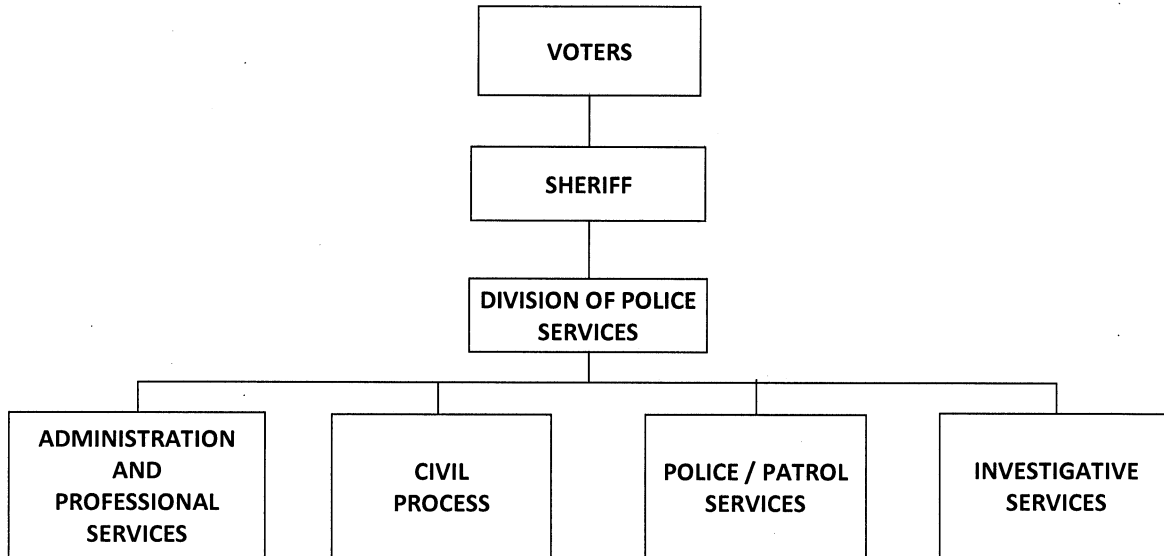 VOTERS
SHERIFF
DIVISION OF POLICE
SERVICES
ADMINISTRATION
AND
PROFESSIONAL
SERVICES
CIVIL
PROCESS
POLICE / PATROL
SERVICES
INVESTIGATIVE
SERVICES